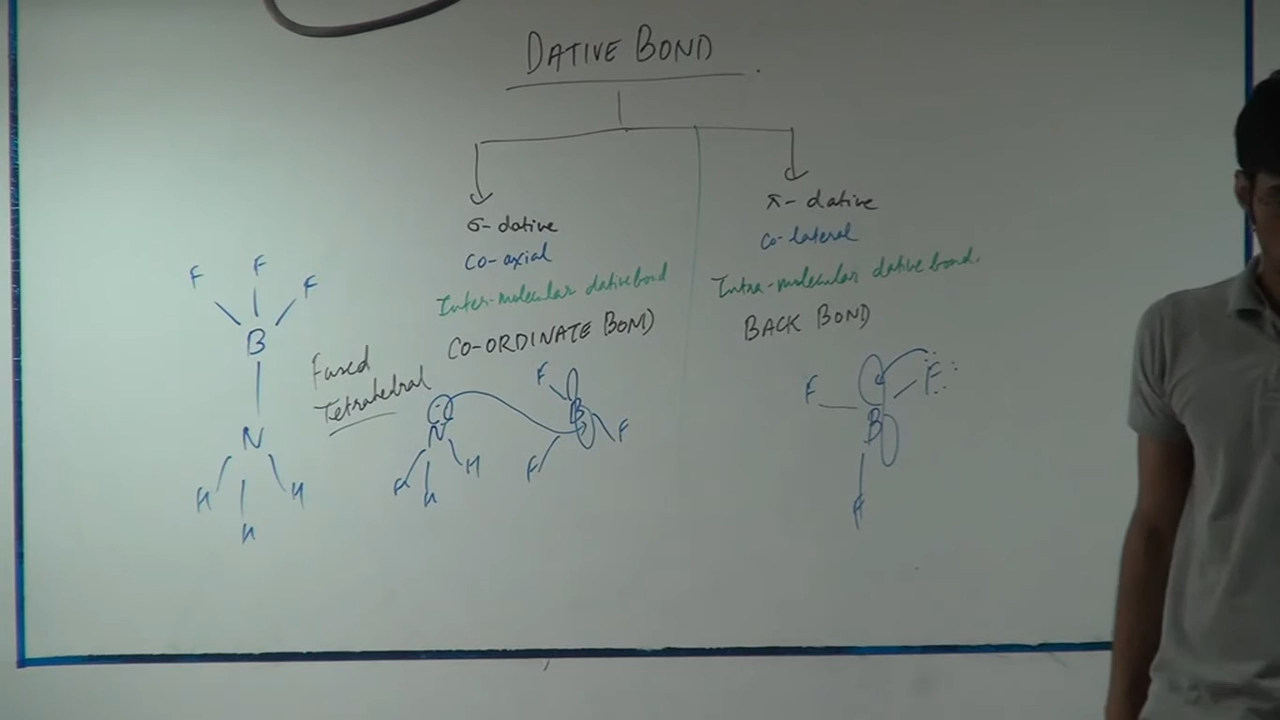 DATIVE BOND
σ- dative
Co-axial
Inter-molecular dative bond
CO-ORDINATE BOND
π- dative
Co-lateral
Intra-molecular dative bond.
BACK BOND
F F F
B
N
H H H
Fused
Tetrahedral
F
B
F F
N
H H H
F F
B
F